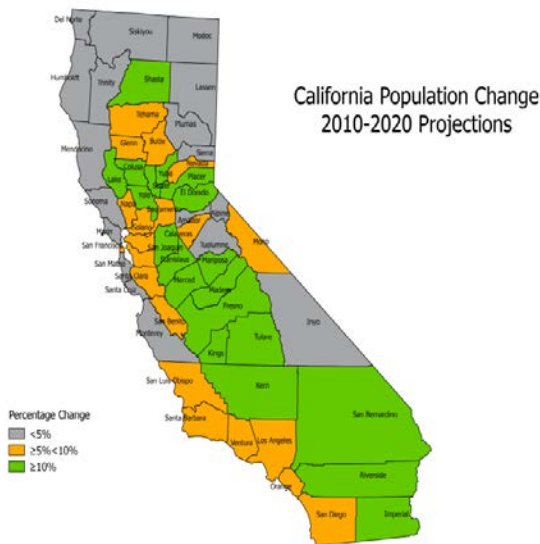 California Population Change
2010-2020 Projections
Del Norte
Siskiyou
Modoc
Humboldt
Trinity
Shasta
Lassen
Tehama
Plumas
Mendocino
Glenn
Butte
Sierra
Nevada
Colusa
Yuba
Placer
Lake
El Dorado
Yolo
Sonoma
Napa
Sacramento
Alpine
Amador
Solano
Calaveras
Mono
San Francisco
San Joaquin
Tuolumne
San Mateo
Stanislaus
Mariposa
Santa Clara
Merced
Madera
Santa Cruz
Fresno
San Benito
Monterey
Inyo
Tulare
Kings
San Luis Obispo
Kern
San Bernardino
Santa Barbara
Ventura
Los Angeles
Orange
Riverside
San Diego
Imperial
Percentage Change
<5%
≥5%<10%
≥10%